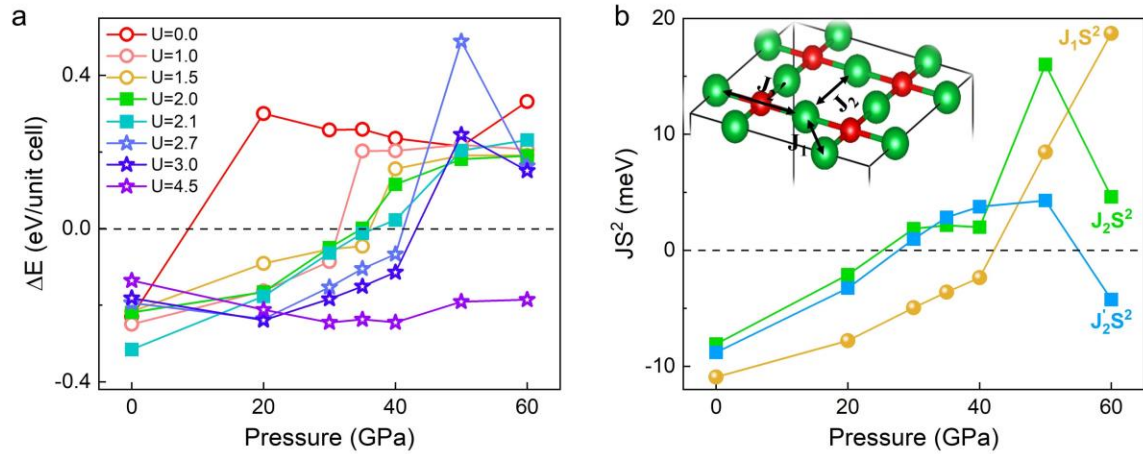 a
ΔE (eV/unit cell)
0.4
0.0
-0.4
U=0.0
U=1.0
U=1.5
U=2.0
U=2.1
U=2.7
U=3.0
U=4.5
0
20
40
60
Pressure (GPa)
b
JS² (meV)
20
10
0
-10
J₂
J₁
J₁S²
J₂S²
J₂'S²
0
20
40
60
Pressure (GPa)